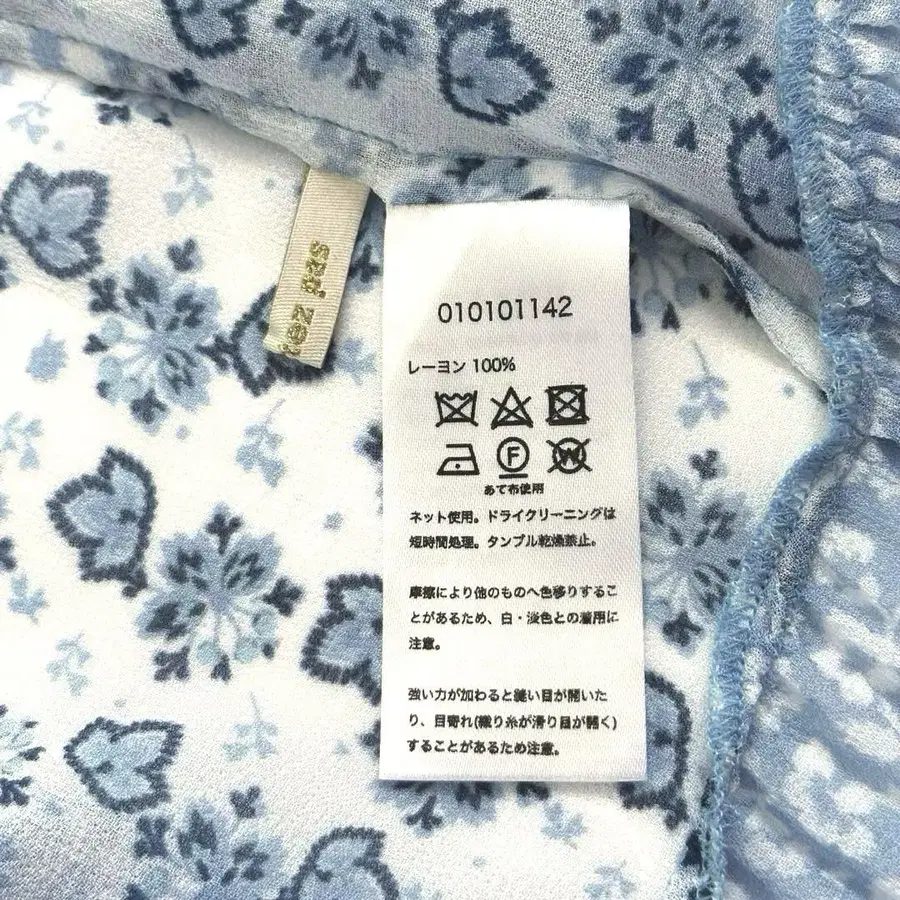 010101142
レーヨン 100%
F
W
あて布使用
ネット使用。ドライクリーニングは
短時間処理。タンブル乾燥禁止。
摩擦により他のものへ色移りするこ
とがあるため、白・淡色との着用に
注意。
強い力が加わると縫い目が開いた
り、目寄れ(織り糸が滑り目が開く)
することがあるため注意。